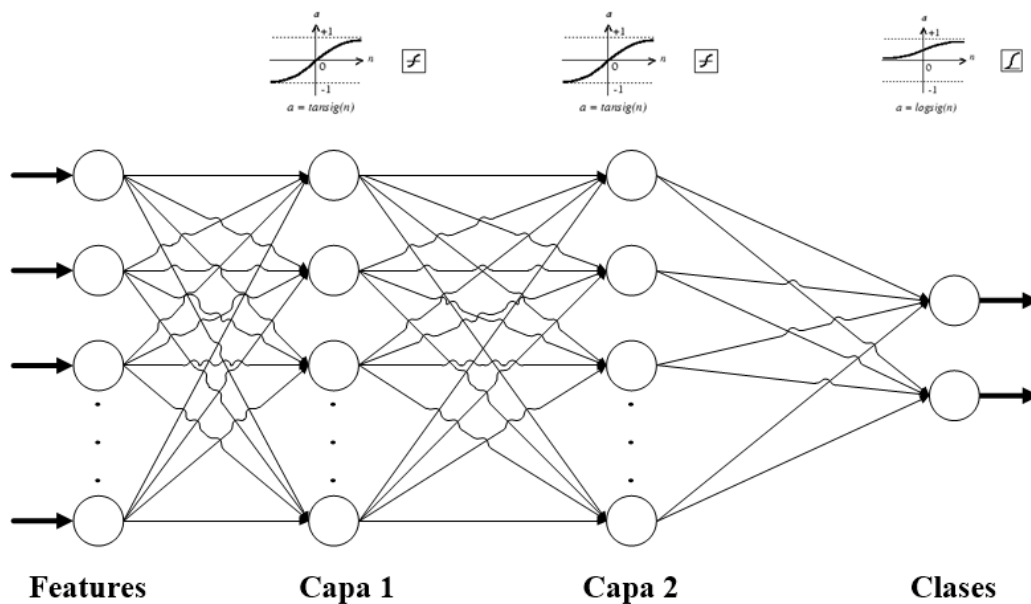 a a a
+1 +1 +1
n n n
0 0 0
-1 -1 -1
a = tansig(n) a = tansig(n) a = logsig(n)
Features Capa 1 Capa 2 Clases